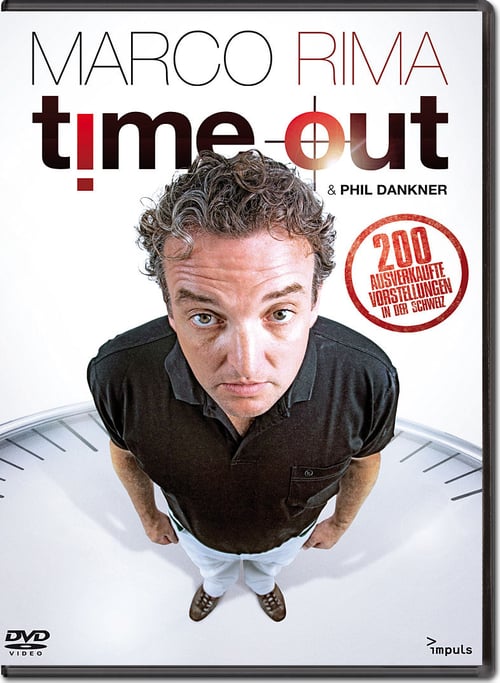 MARCO RIMA
time out
& PHIL DANKNER
200
AUSVERKAUFTE
VORSTELLUNGEN
IN DER SCHWEIZ
DVD
VIDEO
impuls